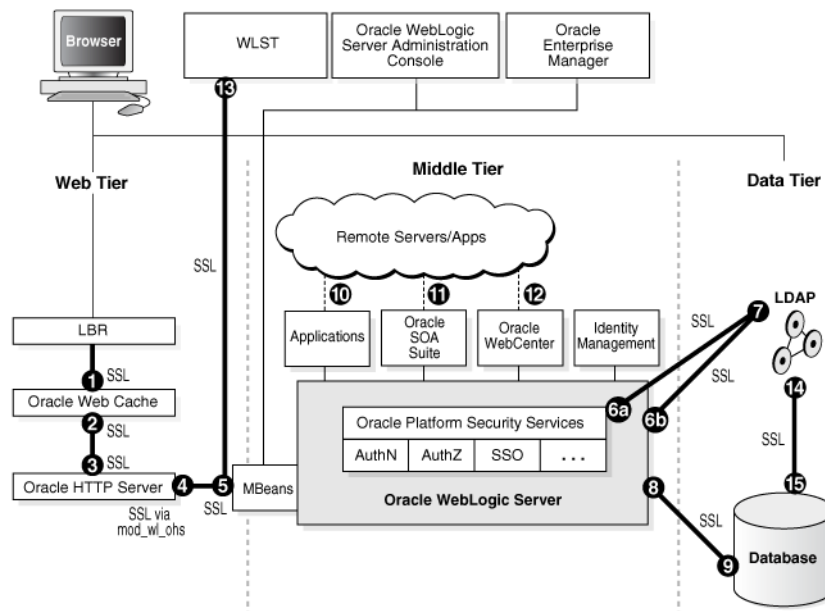 Browser
WLST
Oracle WebLogic
Server Administration
Console
Oracle
Enterprise
Manager
13
Web Tier
Middle Tier
Data Tier
Remote Servers/Apps
SSL
10
11
12
LBR
Applications
Oracle
SOA
Suite
Oracle
WebCenter
Identity
Management
SSL
7
LDAP
1
SSL
SSL
Oracle Web Cache
6a
6b
14
2
SSL
Oracle Platform Security Services
AuthN
AuthZ
SSO
. . .
SSL
3
SSL
Oracle HTTP Server
4
5
SSL
MBeans
Oracle WebLogic Server
8
15
SSL via
mod_wl_ohs
SSL
9
Database